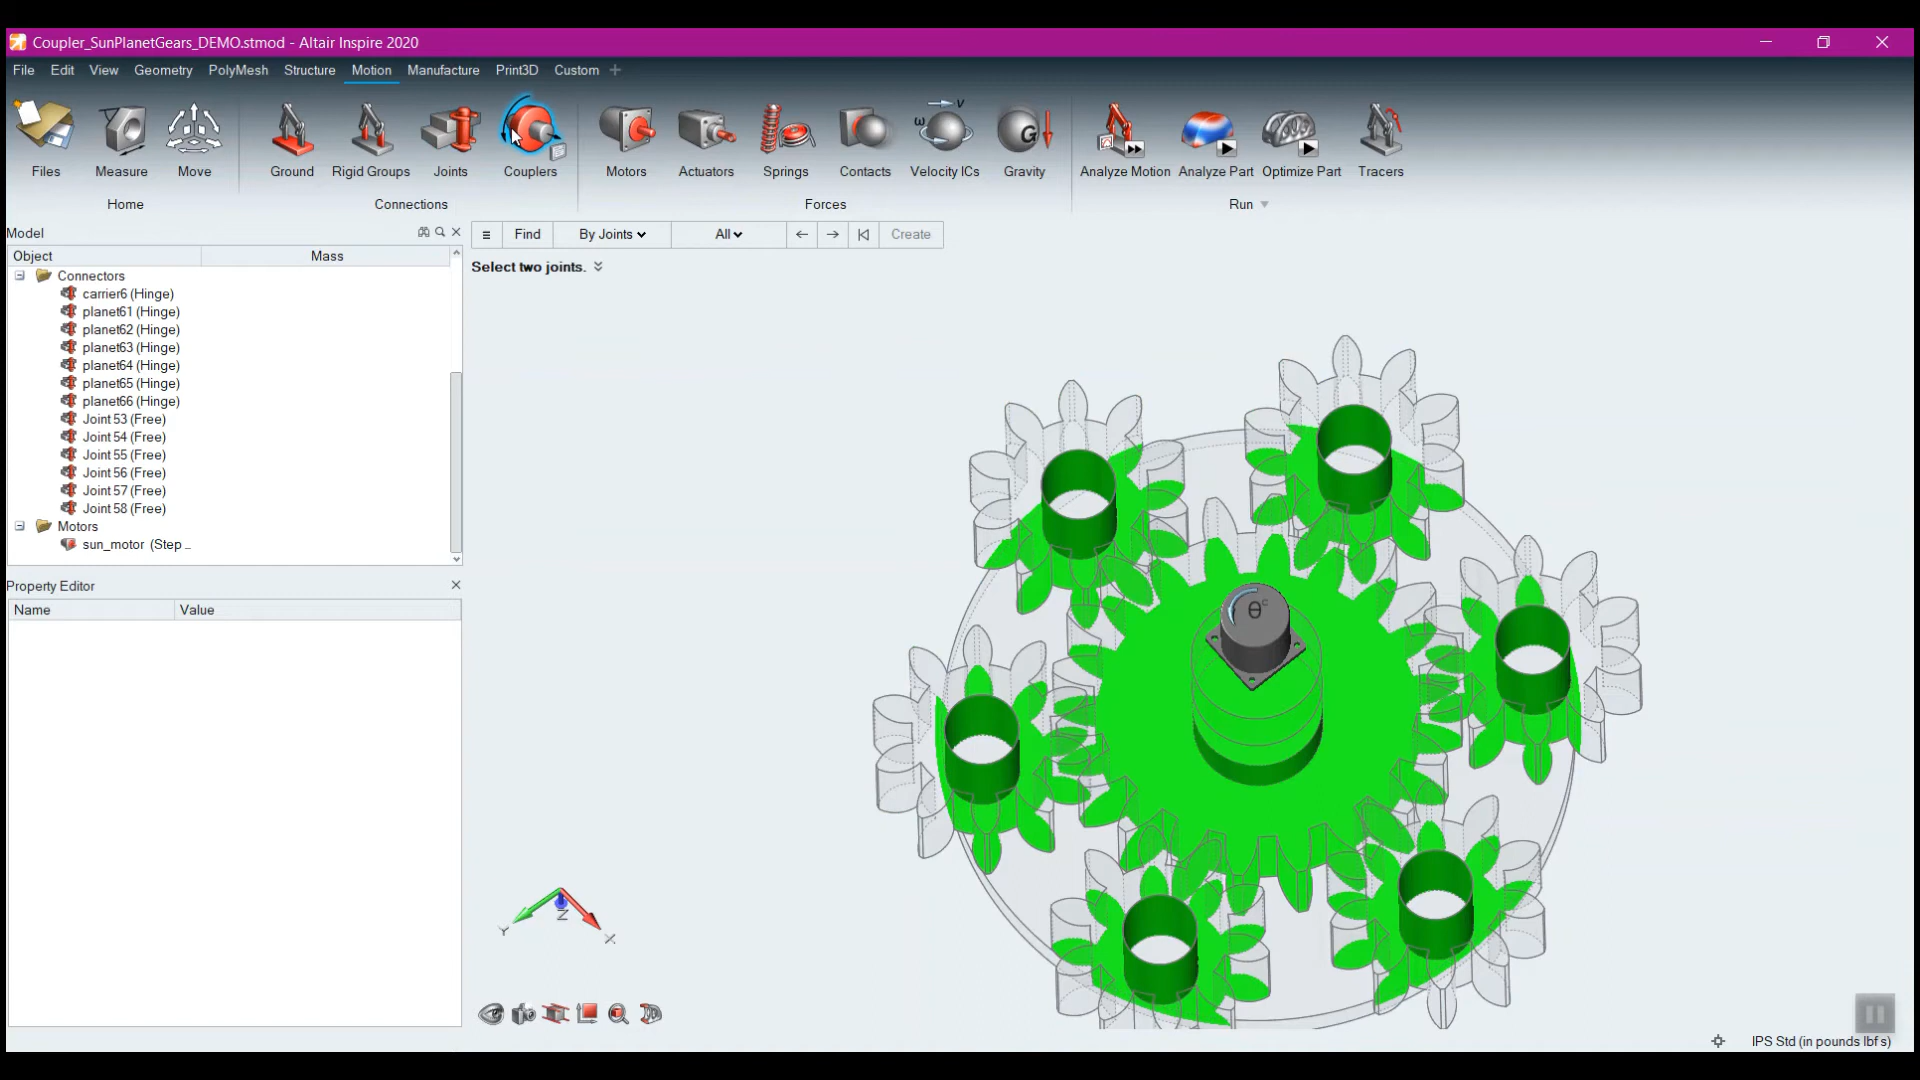 Coupler_SunPlanetGears_DEMO.stmod - Altair Inspire 2020
File Edit View Geometry PolyMesh Structure Motion Manufacture Print3D Custom +
Files Measure Move Ground Rigid Groups Joints Couplers Motors Actuators Springs Contacts Velocity ICs Gravity Analyze Motion Analyze Part Optimize Part Tracers
Home Connections Forces Run
Model
Object Mass
Connectors
carrier6 (Hinge)
planet61 (Hinge)
planet62 (Hinge)
planet63 (Hinge)
planet64 (Hinge)
planet65 (Hinge)
planet66 (Hinge)
Joint 53 (Free)
Joint 54 (Free)
Joint 55 (Free)
Joint 56 (Free)
Joint 57 (Free)
Joint 58 (Free)
Motors
sun_motor (Step ..
Property Editor
Name Value
Find By Joints All Create
Select two joints.
ω v
G
θc
Y Z X
IPS Std (in pounds lbf s)